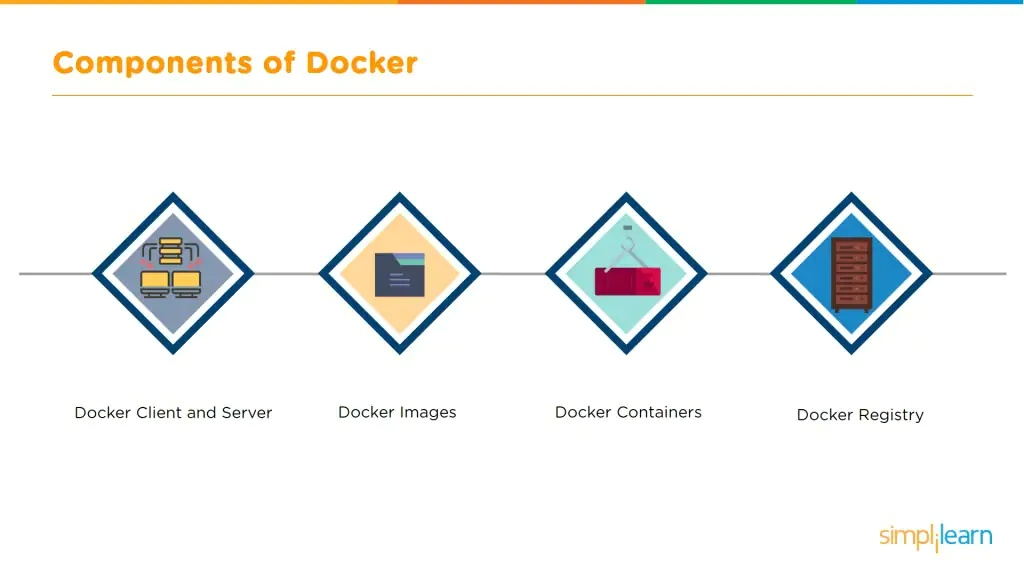 Components of Docker
Docker Client and Server
Docker Images
Docker Containers
Docker Registry
simplilearn